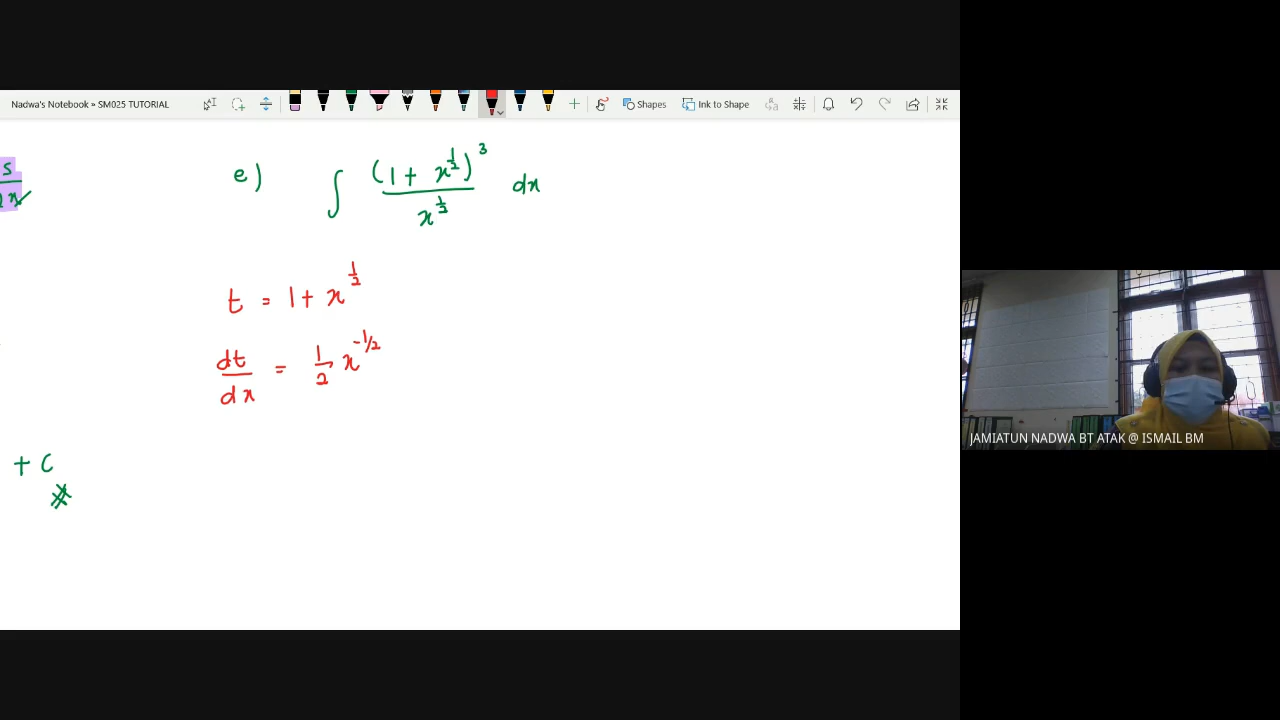 Nadwa's Notebook » SM025 TUTORIAL
Shapes
Ink to Shape
s
e) ∫ (1 + x^{1/2})^3 / x^{1/2} dx
t = 1 + x^{1/2}
dt/dx = 1/2 x^{-1/2}
+ C
JAMIATUN NADWA BT ATAK @ ISMAIL BM